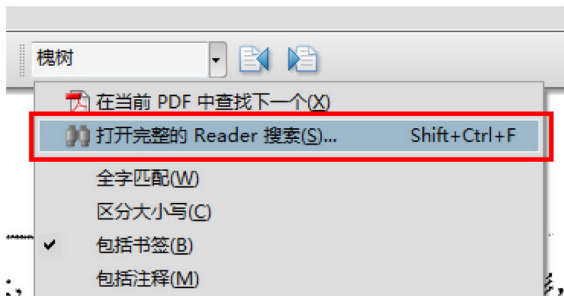 槐树
在当前 PDF 中查找下一个(X)
打开完整的 Reader 搜索(S)... Shift+Ctrl+F
全字匹配(W)
区分大小写(C)
包括书签(B)
包括注释(M)